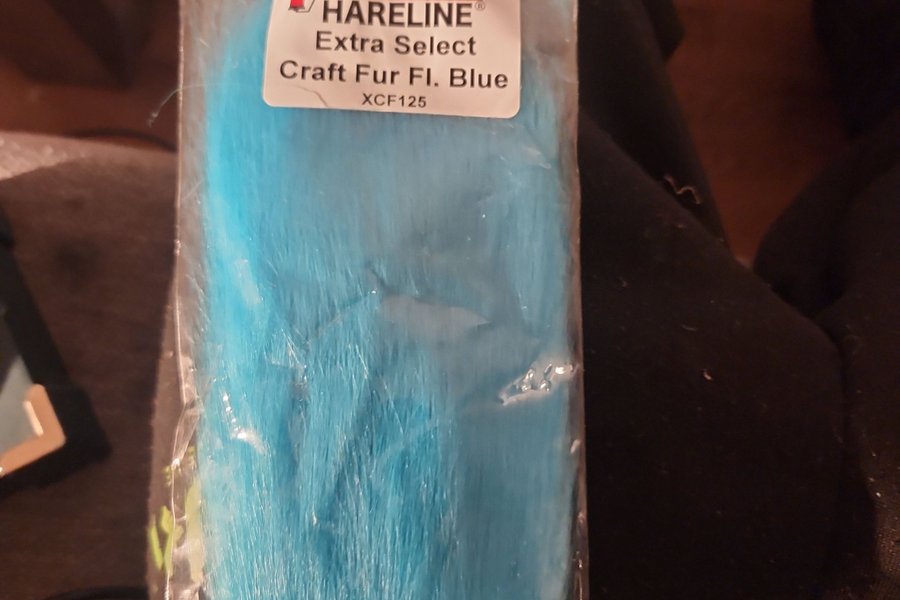 HARELINE®
Extra Select
Craft Fur Fl. Blue
XCF125